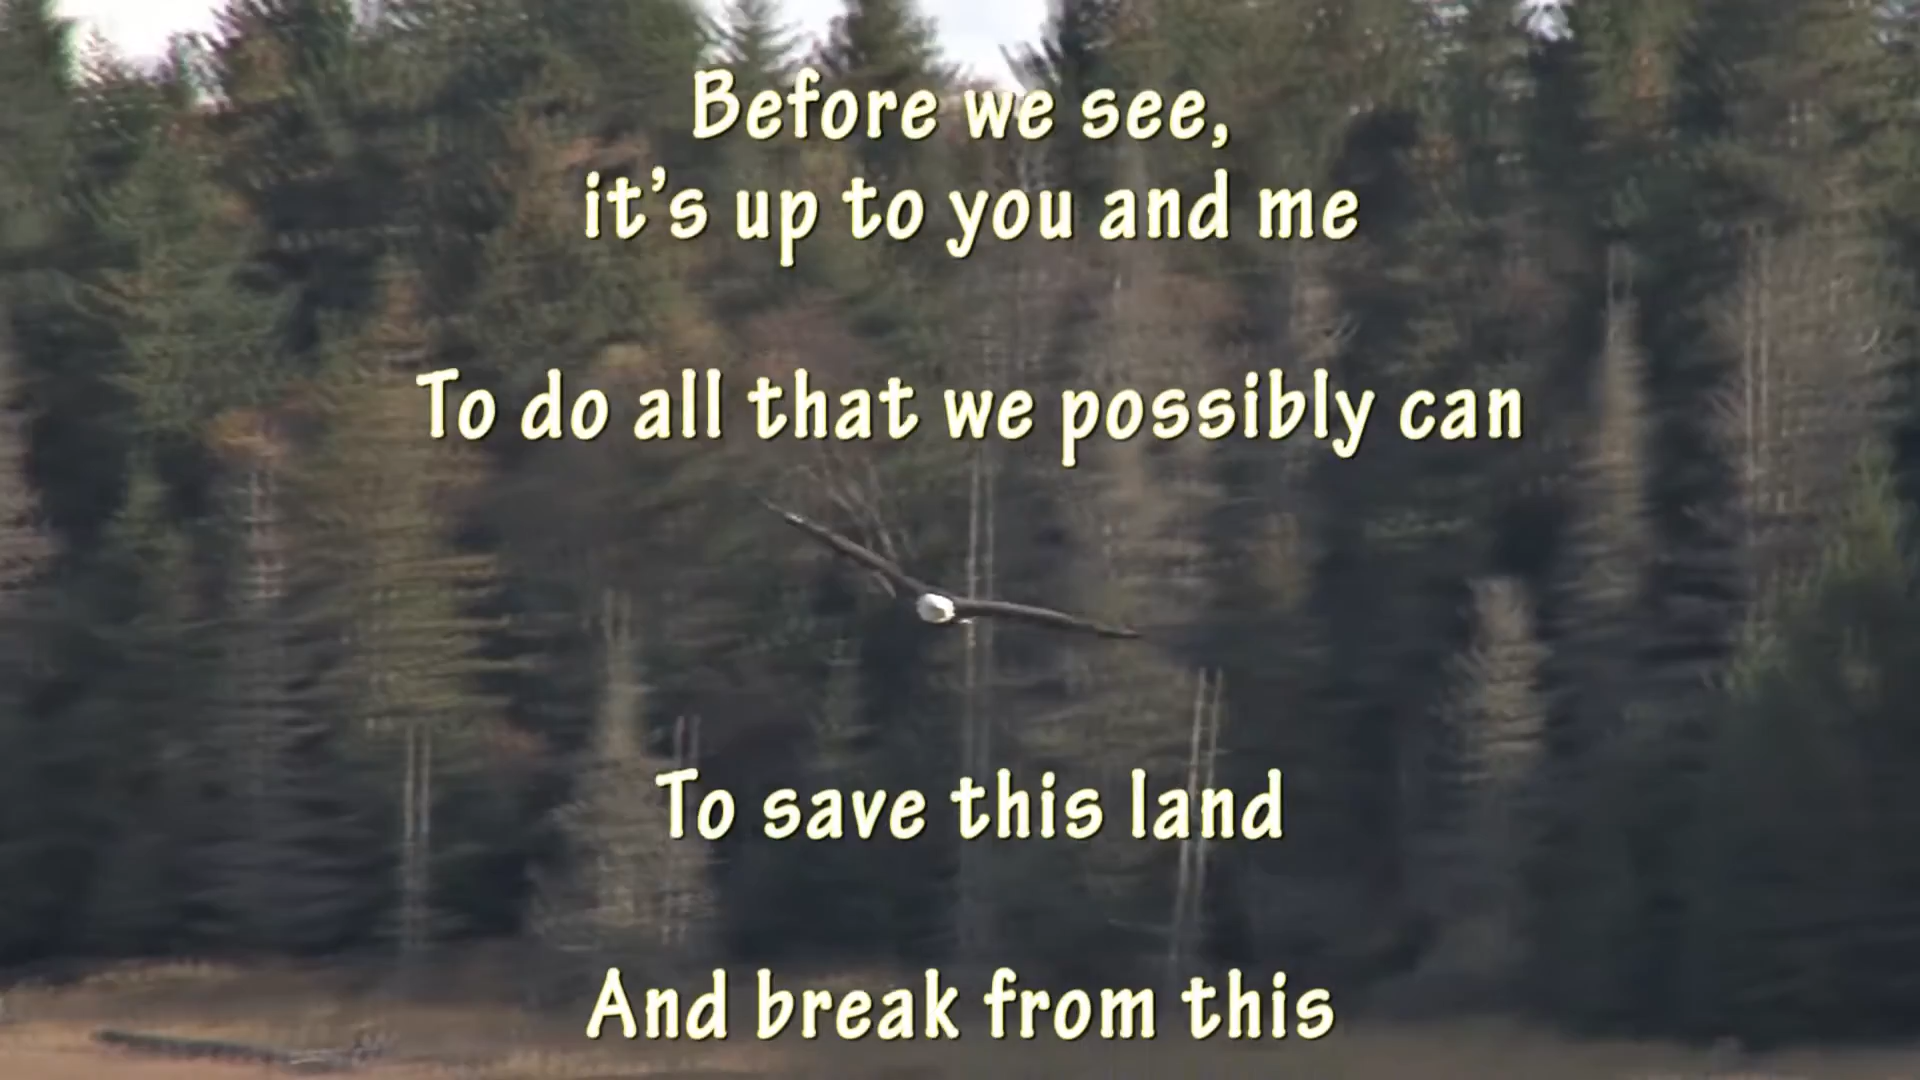 Before we see,
it’s up to you and me
To do all that we possibly can
To save this land
And break from this